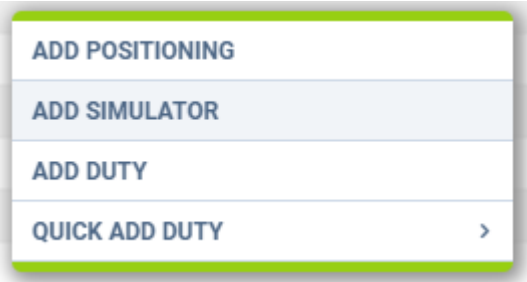 ADD POSITIONING
ADD SIMULATOR
ADD DUTY
QUICK ADD DUTY